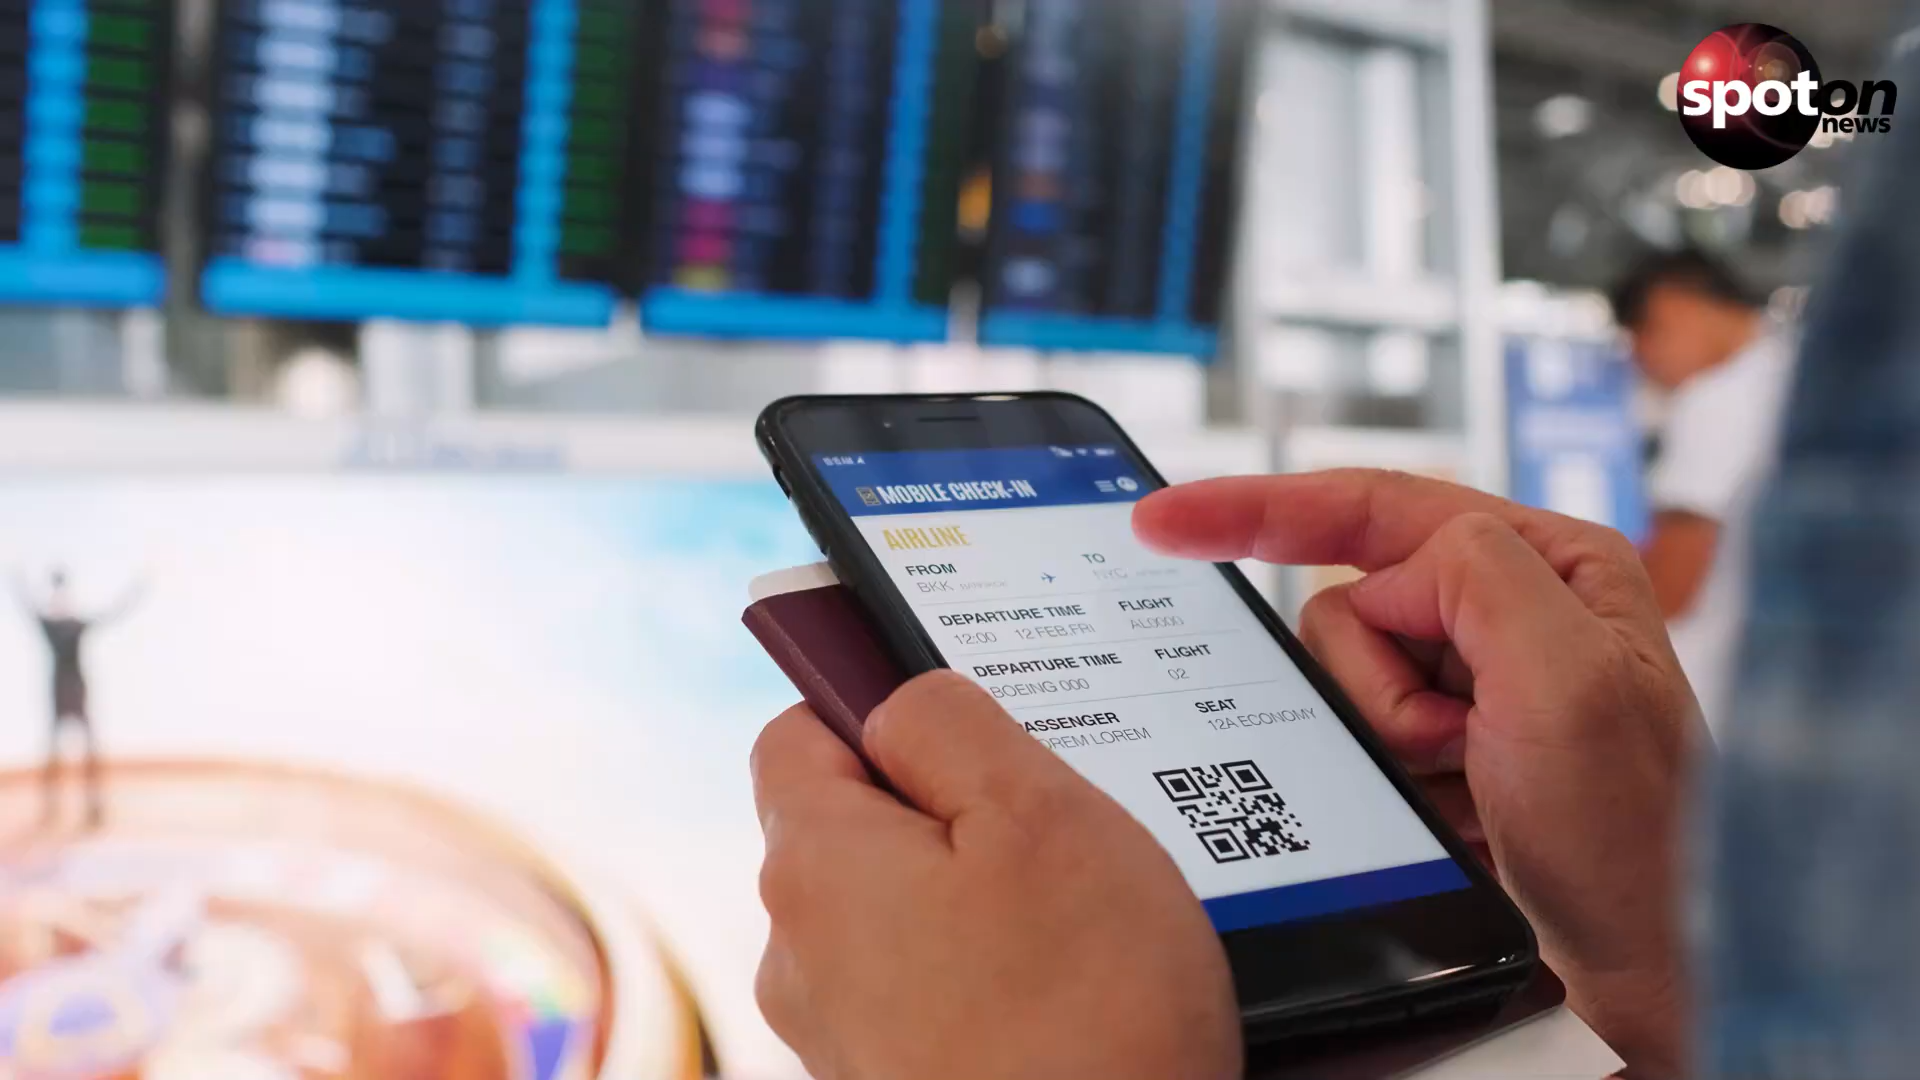 spoton
news
MOBILE CHECK-IN
AIRLINE
FROM
TO
BKK
NYC
DEPARTURE TIME
FLIGHT
12:00 12 FEB.FRI
AL0000
DEPARTURE TIME
FLIGHT
BOEING 000
02
ASSENGER
SEAT
OREM LOREM
12A ECONOMY